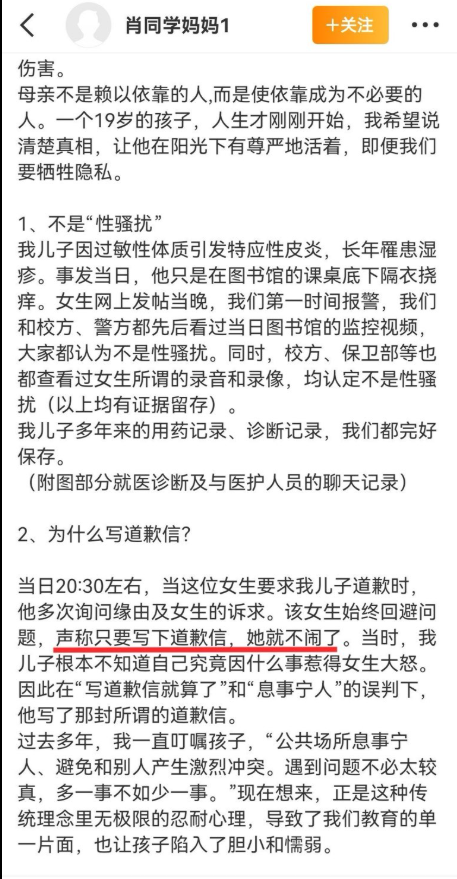 肖同学妈妈1
+关注
伤害。
母亲不是赖以依靠的人,而是使依靠成为不必要的
人。一个19岁的孩子，人生才刚刚开始，我希望说
清楚真相，让他在阳光下有尊严地活着，即便我们
要牺牲隐私。
1、不是“性骚扰”
我儿子因过敏性体质引发特应性皮炎，长年罹患湿
疹。事发当日，他只是在图书馆的课桌底下隔衣挠
痒。女生网上发帖当晚，我们第一时间报警，我们
和校方、警方都先后看过当日图书馆的监控视频，
大家都认为不是性骚扰。同时，校方、保卫部等也
都查看过女生所谓的录音和录像，均认定不是性骚
扰（以上均有证据留存）。
我儿子多年来的用药记录、诊断记录，我们都完好
保存。
（附图部分就医诊断及与医护人员的聊天记录）
2、为什么写道歉信？
当日20:30左右，当这位女生要求我儿子道歉时，
他多次询问缘由及女生的诉求。该女生始终回避问
题，声称只要写下道歉信，她就不闹了。当时，我
儿子根本不知道自己究竟因什么事惹得女生大怒。
因此在“写道歉信就算了”和“息事宁人”的误判下，
他写了那封所谓的道歉信。
过去多年，我一直叮嘱孩子，“公共场所息事宁
人、避免和别人产生激烈冲突。遇到问题不必太较
真，多一事不如少一事。”现在想来，正是这种传
统理念里无极限的忍耐心理，导致了我们教育的单
一片面，也让孩子陷入了胆小和懦弱。